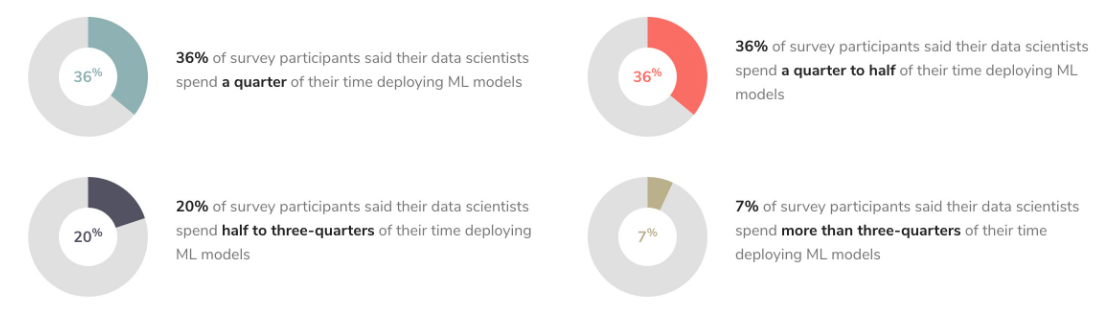 36%
36% of survey participants said their data scientists
spend a quarter of their time deploying ML models
36%
36% of survey participants said their data scientists
spend a quarter to half of their time deploying ML
models
20%
20% of survey participants said their data scientists
spend half to three-quarters of their time deploying
ML models
7%
7% of survey participants said their data scientists
spend more than three-quarters of their time
deploying ML models